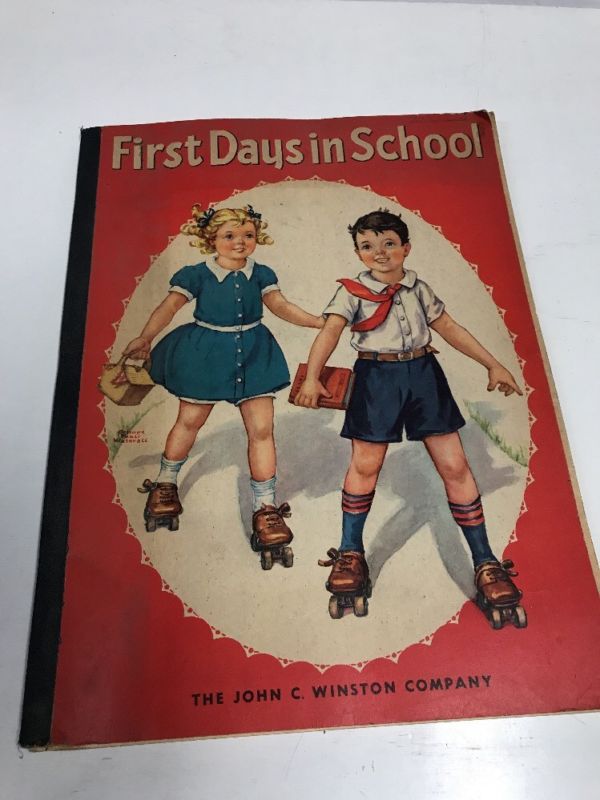 First Days in School
THE JOHN C. WINSTON COMPANY